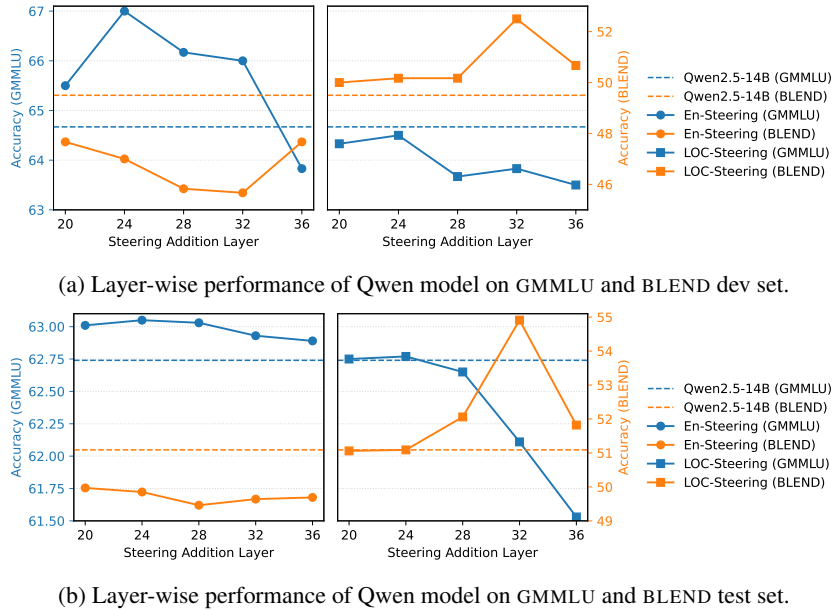 67
66
65
64
63
Accuracy (GMMLU)
20 24 28 32 36
20 24 28 32 36
Steering Addition Layer
Steering Addition Layer
52
50
48
46
Accuracy (BLEND)
Qwen2.5-14B (GMMLU)
Qwen2.5-14B (BLEND)
En-Steering (GMMLU)
En-Steering (BLEND)
LOC-Steering (GMMLU)
LOC-Steering (BLEND)
(a) Layer-wise performance of Qwen model on GMMLU and BLEND dev set.
63.00
62.75
62.50
62.25
62.00
61.75
61.50
Accuracy (GMMLU)
20 24 28 32 36
20 24 28 32 36
Steering Addition Layer
Steering Addition Layer
55
54
53
52
51
50
49
Accuracy (BLEND)
Qwen2.5-14B (GMMLU)
Qwen2.5-14B (BLEND)
En-Steering (GMMLU)
En-Steering (BLEND)
LOC-Steering (GMMLU)
LOC-Steering (BLEND)
(b) Layer-wise performance of Qwen model on GMMLU and BLEND test set.